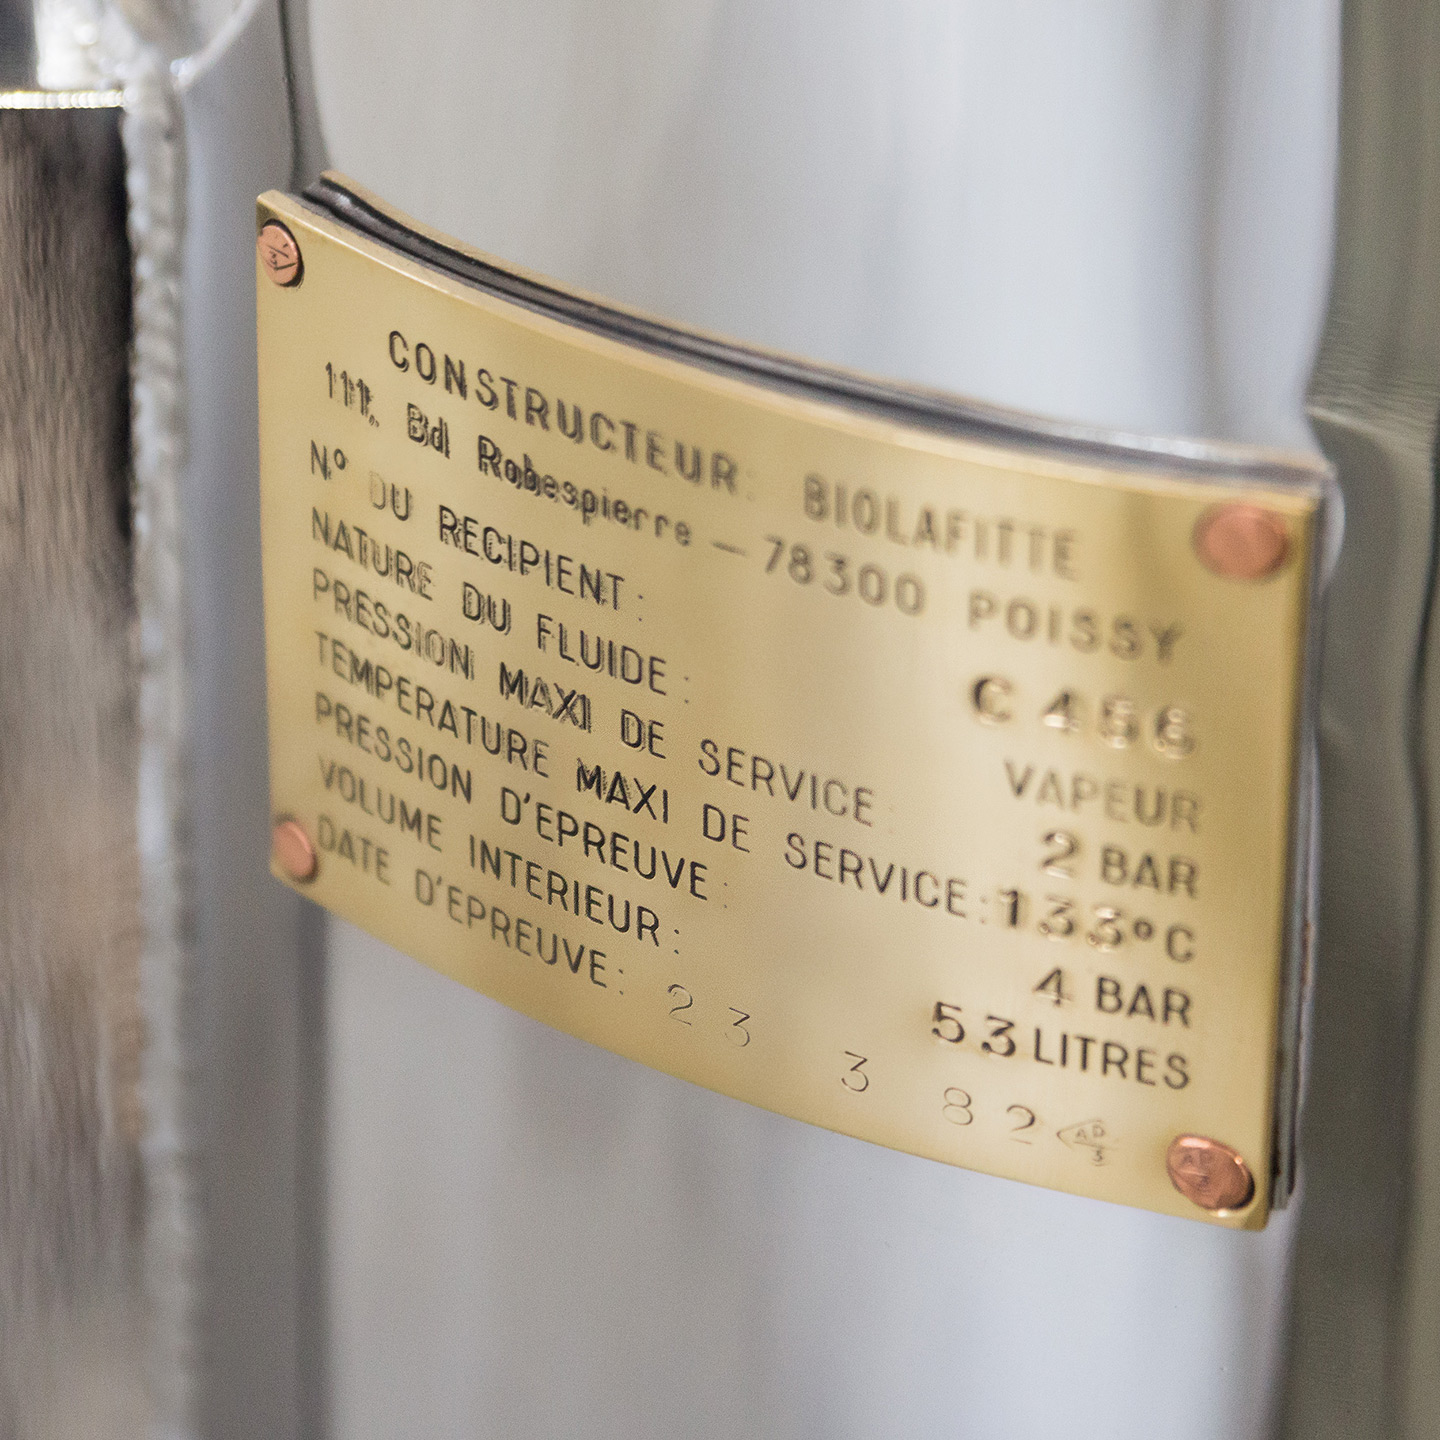 CONSTRUCTEUR: BIOLAFITTE
111, Bd Robespierre — 78300 POISSY
N° DU RECIPIENT: C 456
NATURE DU FLUIDE: VAPEUR
PRESSION MAXI DE SERVICE: 2 BAR
TEMPERATURE MAXI DE SERVICE: 133°C
PRESSION D'EPREUVE: 4 BAR
VOLUME INTERIEUR: 53 LITRES
DATE D'EPREUVE: 23 3 82 AD 3